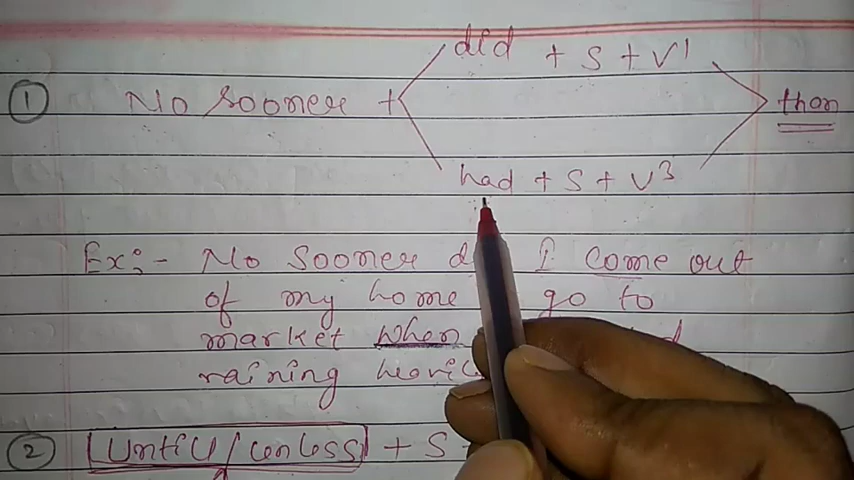 did + S + V1
① No sooner + than
had + S + V3
Ex:- No sooner I come out
of my home go to
market when
raining
② Until/unless + S